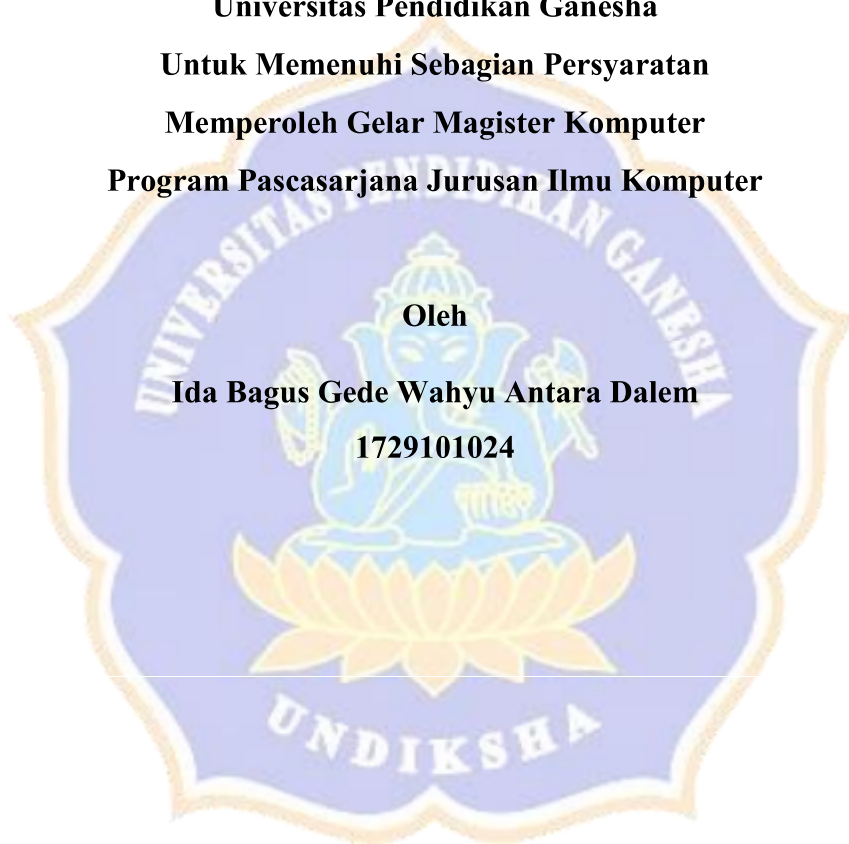 Universitas Pendidikan Ganesha
Untuk Memenuhi Sebagian Persyaratan
Memperoleh Gelar Magister Komputer
Program Pascasarjana Jurusan Ilmu Komputer
UNIVERSITAS PENDIDIKAN GANESHA
Oleh
Ida Bagus Gede Wahyu Antara Dalem
1729101024
UNDIKSHA